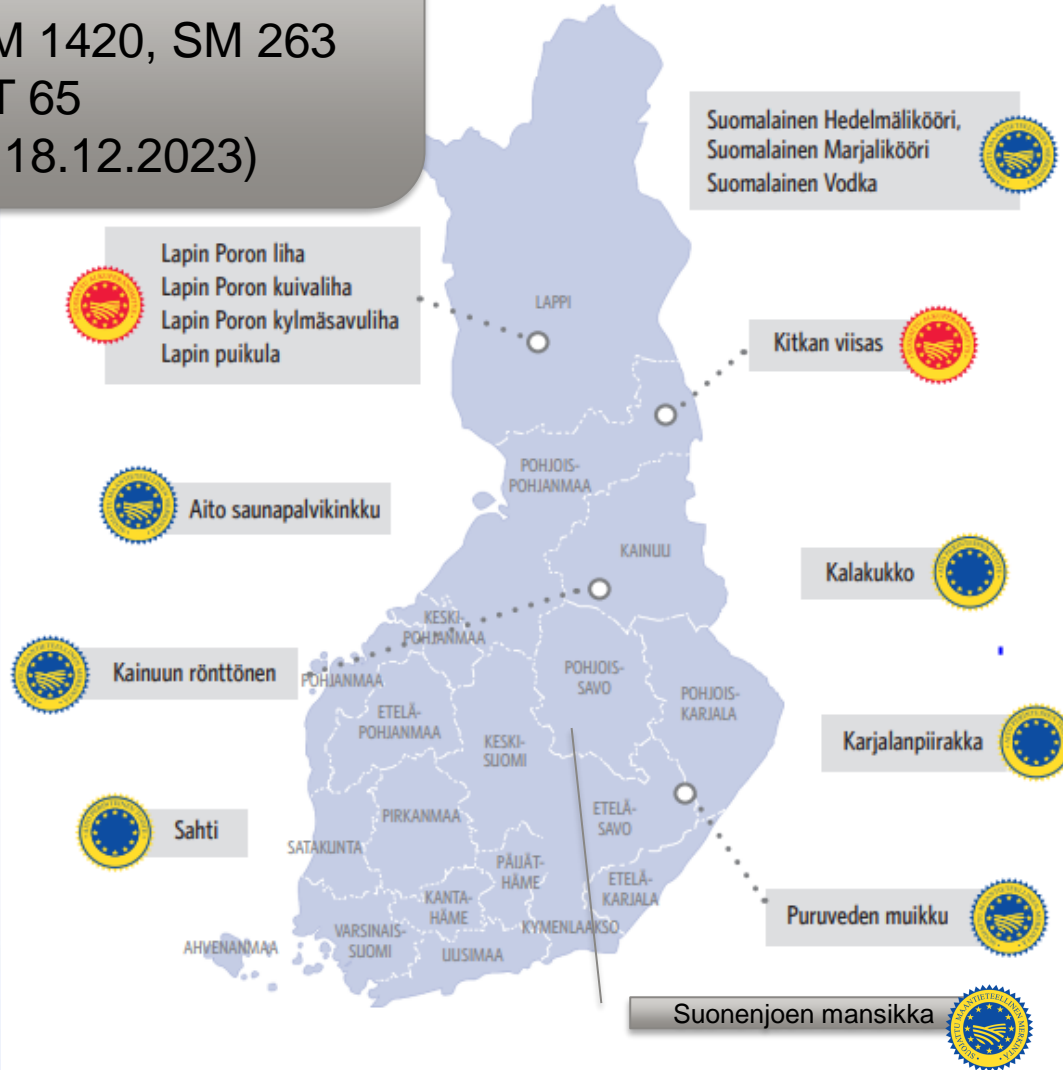 M 1420, SM 263
T 65
18.12.2023)
Suomalainen Hedelmälikööri,
Suomalainen Marjalikööri
Suomalainen Vodka
Lapin Poron liha
Lapin Poron kuivaliha
Lapin Poron kylmäsavuliha
Lapin puikula
LAPPI
Kitkan viisas
POHJOIS-
POHJANMAA
Aito saunapalvikinkku
KAINUU
Kalakukko
KESKI-
POHJANMAA
Kainuun rönttönen
POHJANMAA
POHJOIS-
SAVO
POHJOIS-
KARJALA
ETELÄ-
POHJANMAA
KESKI-
SUOMI
Karjalanpiirakka
Sahti
PIRKANMAA
ETELÄ-
SAVO
SATAKUNTA
PÄIJÄT-
HÄME
ETELÄ-
KARJALA
KANTA-
HÄME
Puruveden muikku
KYMENLAAKSO
VARSINAIS-
SUOMI
AHVENANMAA
UUSIMAA
Suonenjoen mansikka
SUOJATTU MAANTIETEELLINEN MERKINTÄ